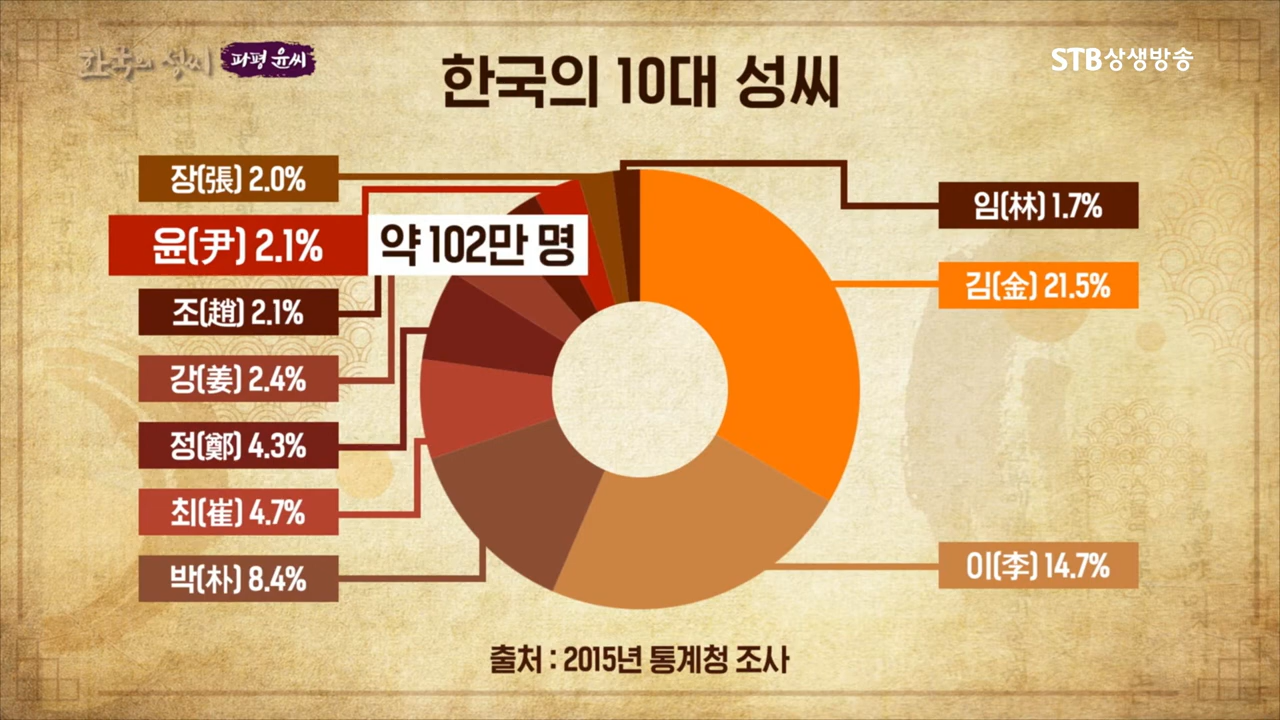 한국의 성씨 파평 윤씨
STB상생방송
한국의 10대 성씨
장(張) 2.0%
윤(尹) 2.1% 약 102만 명
조(趙) 2.1%
강(姜) 2.4%
정(鄭) 4.3%
최(崔) 4.7%
박(朴) 8.4%
임(林) 1.7%
김(金) 21.5%
이(李) 14.7%
출처 : 2015년 통계청 조사